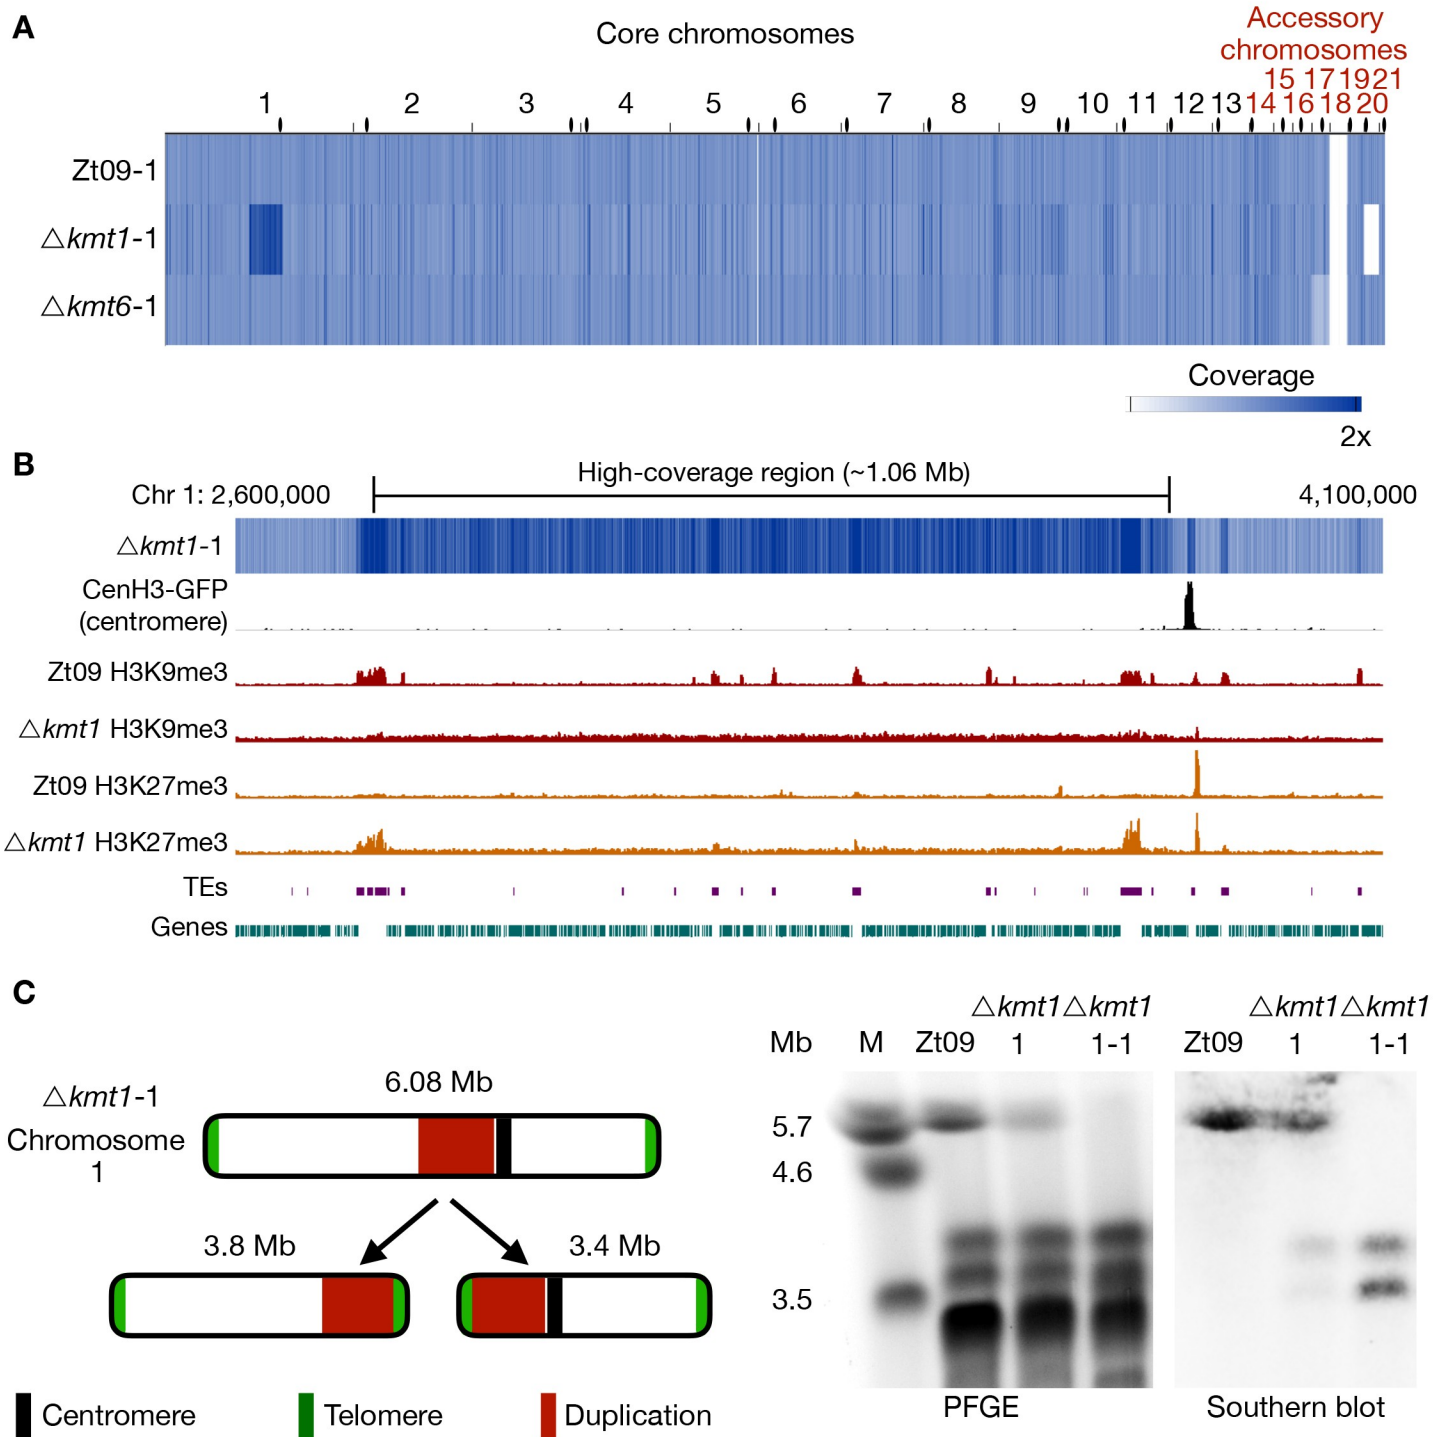 A
Core chromosomes
Accessory
chromosomes
15 17 19 21
1 2 3 4 5 6 7 8 9 10 11 12 13 14 16 18 20
Zt09-1
△kmt1-1
△kmt6-1
Coverage
2x
B
High-coverage region (~1.06 Mb)
Chr 1: 2,600,000
4,100,000
△kmt1-1
CenH3-GFP
(centromere)
Zt09 H3K9me3
△kmt1 H3K9me3
Zt09 H3K27me3
△kmt1 H3K27me3
TEs
Genes
C
△kmt1-1
Chromosome
1
6.08 Mb
3.8 Mb
3.4 Mb
Centromere
Telomere
Duplication
△kmt1 △kmt1
Mb M Zt09 1 1-1
5.7
4.6
3.5
PFGE
△kmt1 △kmt1
Zt09 1 1-1
Southern blot